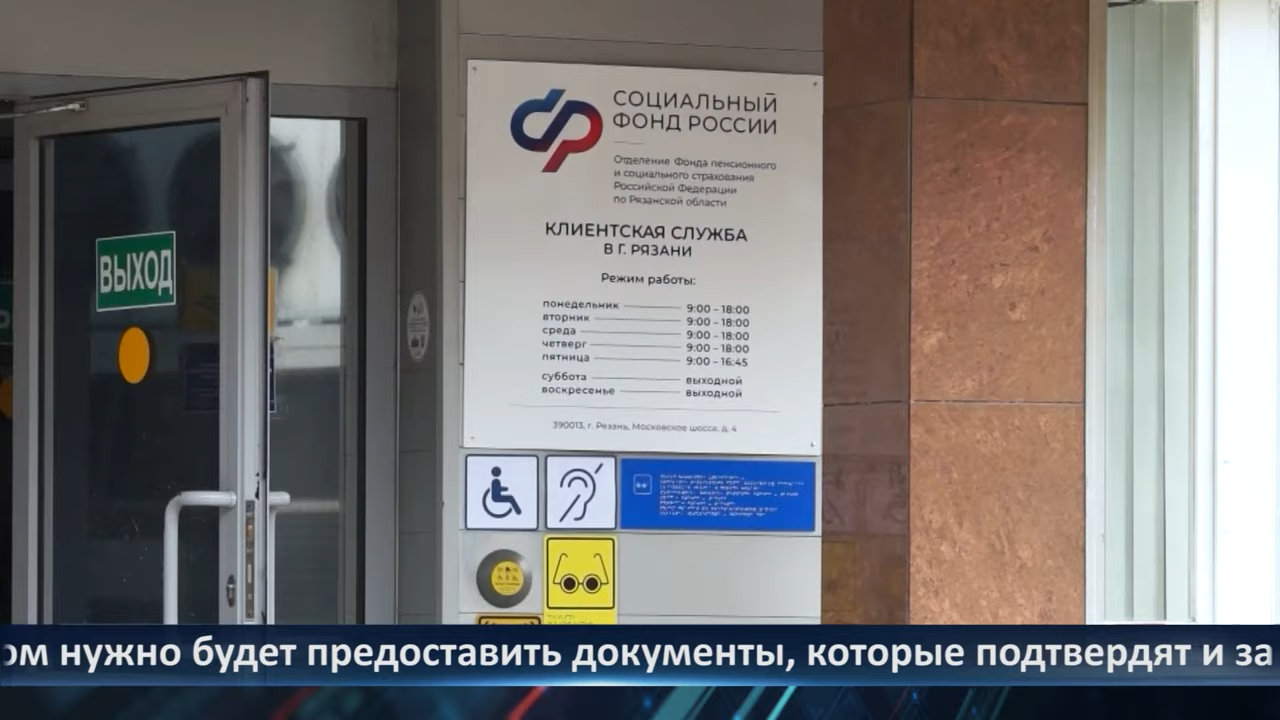 СОЦИАЛЬНЫЙ
ФОНД РОССИИ
Отделение Фонда пенсионного
и социального страхования
Российской Федерации
по Рязанской области
КЛИЕНТСКАЯ СЛУЖБА
В Г. РЯЗАНИ
Режим работы:
понедельник 9:00 – 18:00
вторник 9:00 – 18:00
среда 9:00 – 18:00
четверг 9:00 – 18:00
пятница 9:00 – 16:45
суббота выходной
воскресенье выходной
390013, г. Рязань, Московское шоссе, д. 4
ВЫХОД
ом нужно будет предоставить документы, которые подтвердят и за